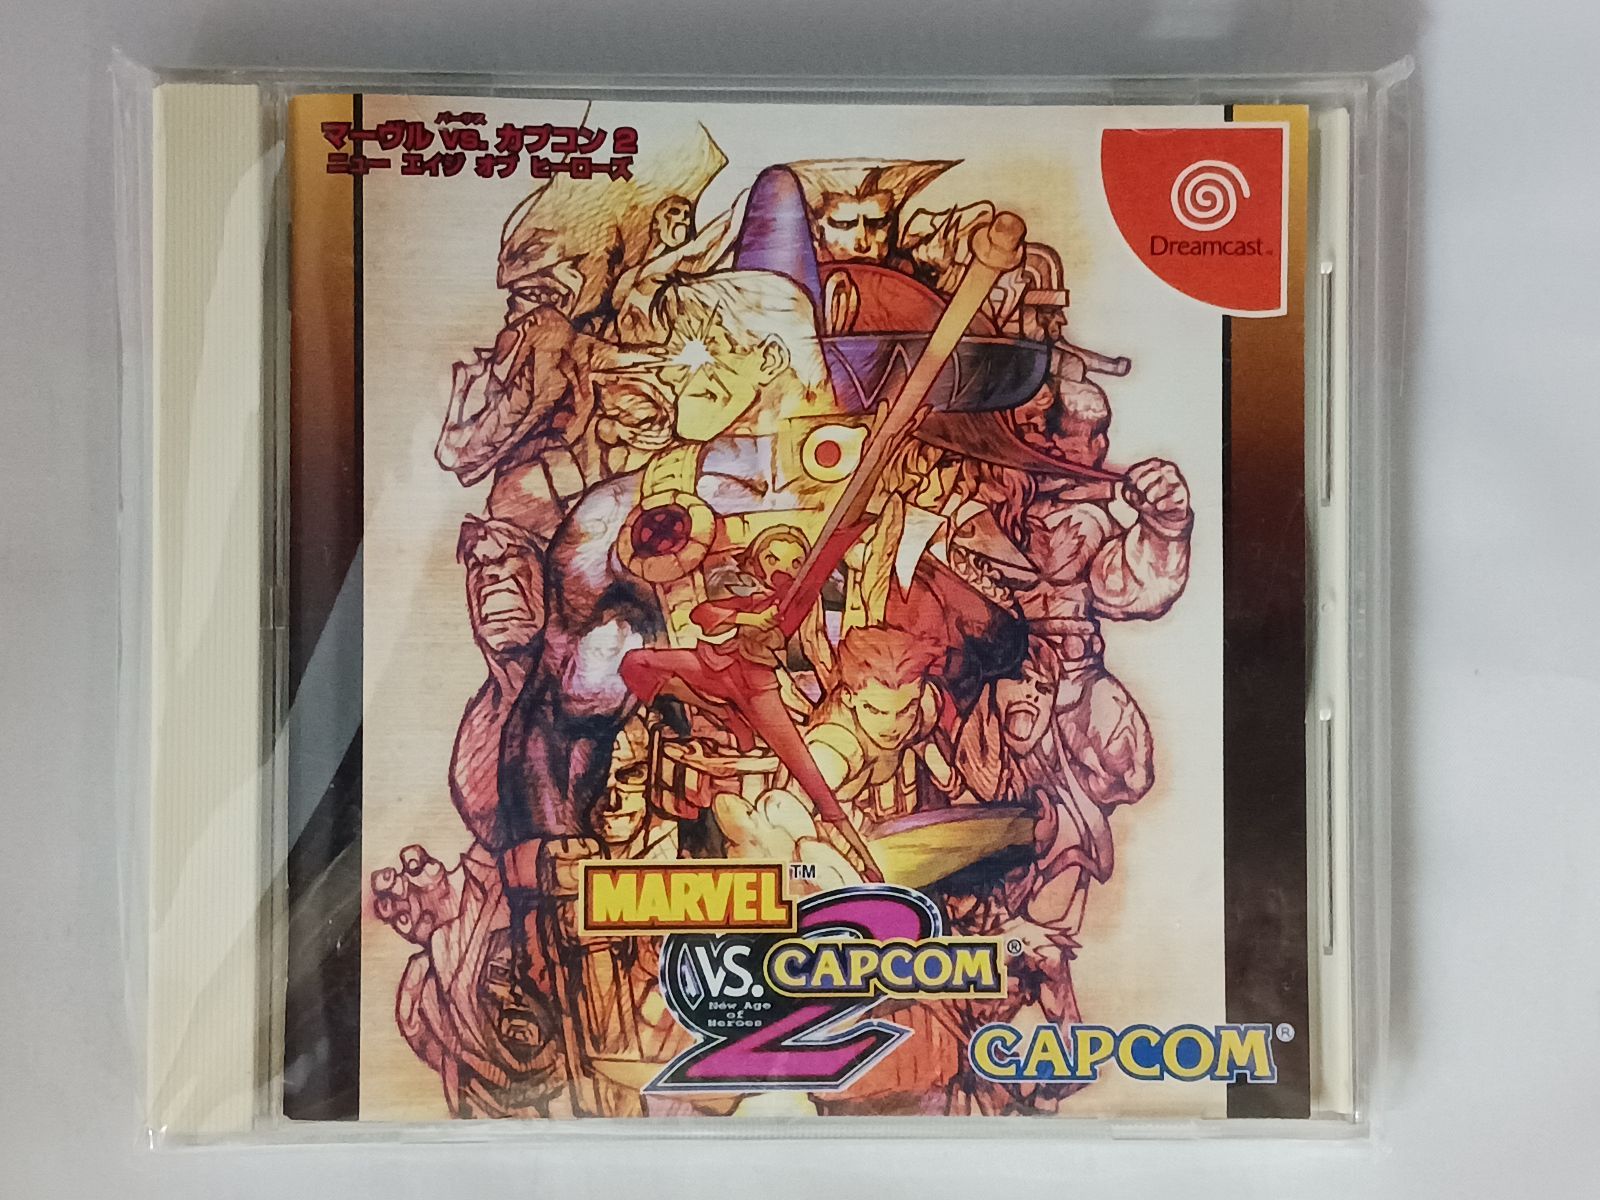 バーサス
マーヴル VS. カプコン 2
ニュー エイジ オブ ヒーローズ
Dreamcast™
MARVEL™
2
VS. CAPCOM®
New Age
of
Heroes
CAPCOM®